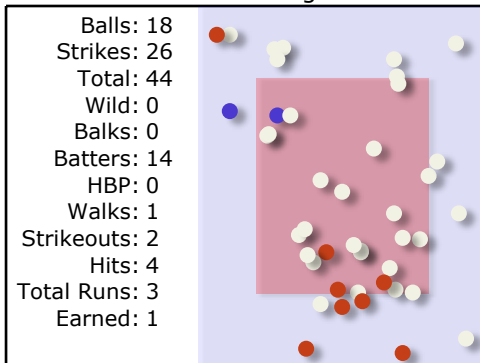 Balls: 18
Strikes: 26
Total: 44
Wild: 0
Balks: 0
Batters: 14
HBP: 0
Walks: 1
Strikeouts: 2
Hits: 4
Total Runs: 3
Earned: 1